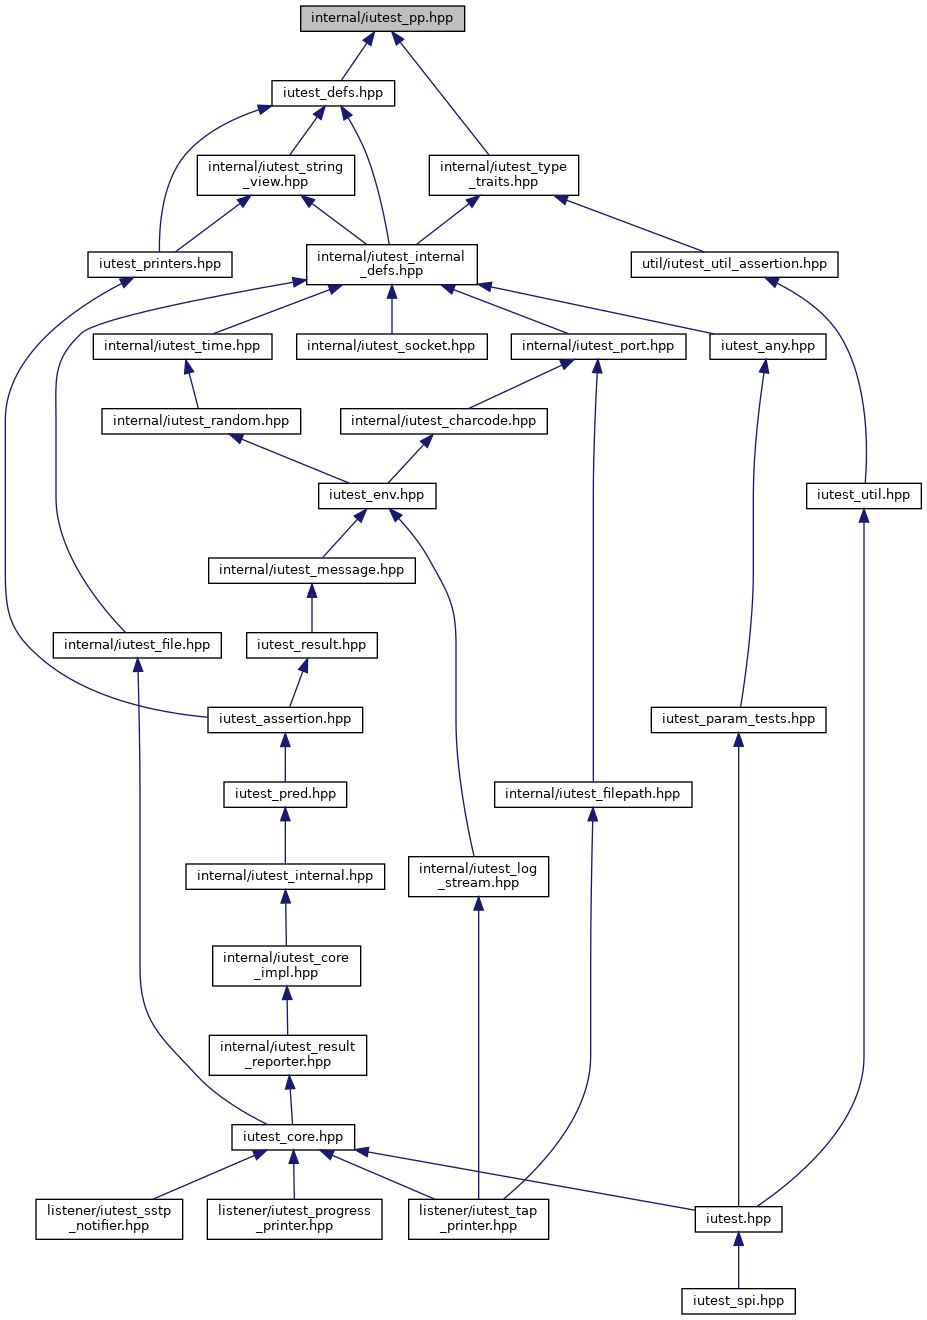 internal/iutest_pp.hpp
iutest_defs.hpp
internal/iutest_string
_view.hpp
internal/iutest_type
_traits.hpp
iutest_printers.hpp
internal/iutest_internal
_defs.hpp
util/iutest_util_assertion.hpp
internal/iutest_time.hpp
internal/iutest_socket.hpp
internal/iutest_port.hpp
iutest_any.hpp
internal/iutest_random.hpp
internal/iutest_charcode.hpp
iutest_env.hpp
iutest_util.hpp
internal/iutest_message.hpp
internal/iutest_file.hpp
iutest_result.hpp
iutest_assertion.hpp
iutest_param_tests.hpp
iutest_pred.hpp
internal/iutest_filepath.hpp
internal/iutest_internal.hpp
internal/iutest_log
_stream.hpp
internal/iutest_core
_impl.hpp
internal/iutest_result
_reporter.hpp
iutest_core.hpp
listener/iutest_sstp
_notifier.hpp
listener/iutest_progress
_printer.hpp
listener/iutest_tap
_printer.hpp
iutest.hpp
iutest_spi.hpp